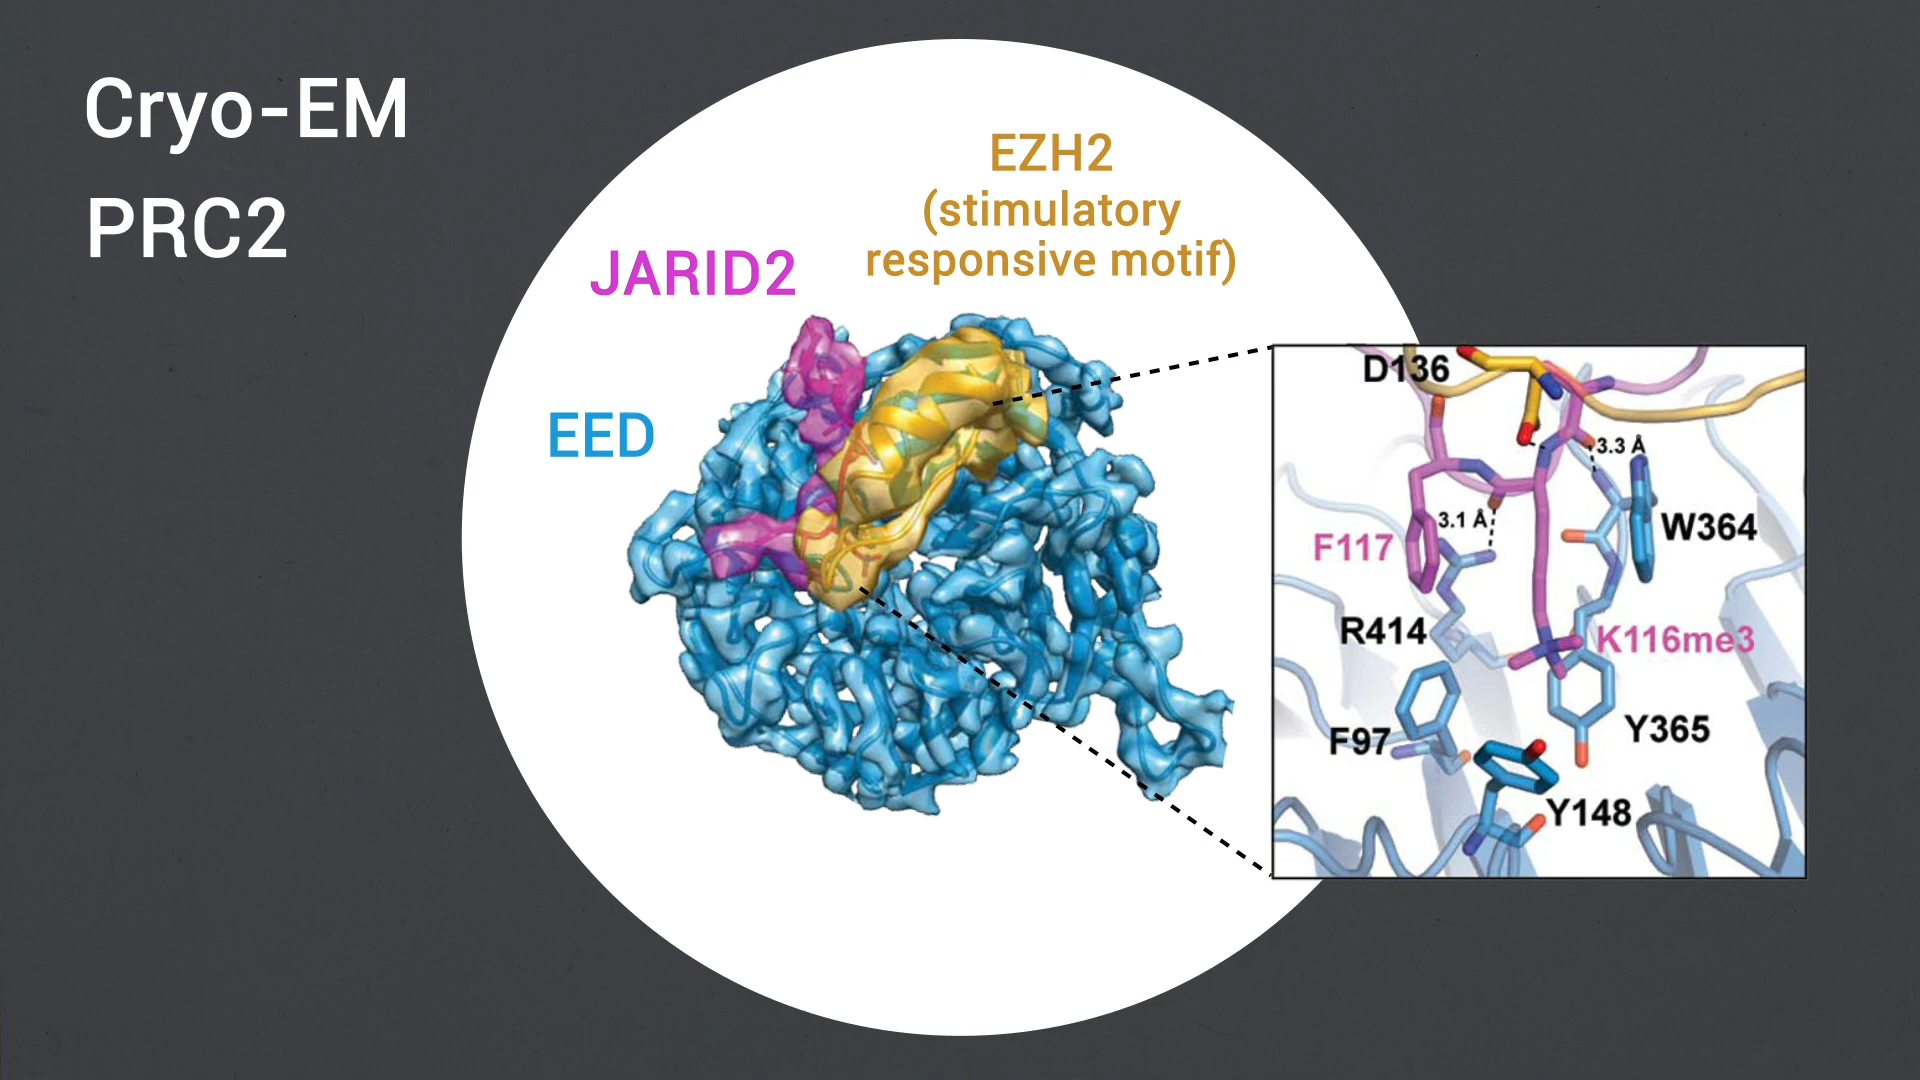 Cryo-EM
PRC2
EZH2
(stimulatory
responsive motif)
JARID2
EED
D136
3.3 Å
3.1 Å
W364
F117
R414
K116me3
F97
Y365
Y148